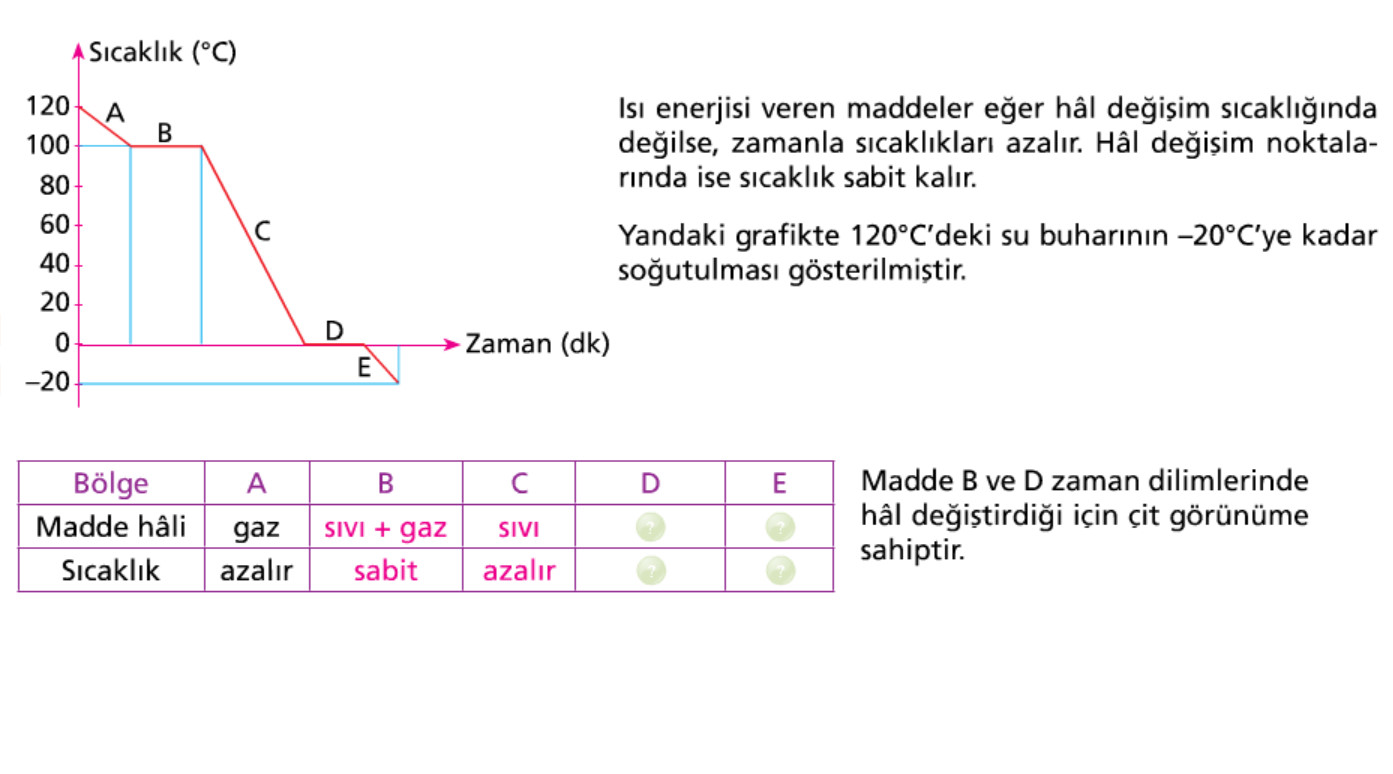 Sıcaklık (°C)
120
A
B
100
80
60
C
40
20
D
0
Zaman (dk)
E
–20
Isı enerjisi veren maddeler eğer hâl değişim sıcaklığında
değilse, zamanla sıcaklıkları azalır. Hâl değişim noktala-
rında ise sıcaklık sabit kalır.
Yandaki grafikte 120°C’deki su buharının –20°C’ye kadar
soğutulması gösterilmiştir.
Bölge A B C D E
Madde hâli gaz sıvı + gaz sıvı ? ?
Sıcaklık azalır sabit azalır ? ?
Madde B ve D zaman dilimlerinde
hâl değiştirdiği için çit görünüme
sahiptir.